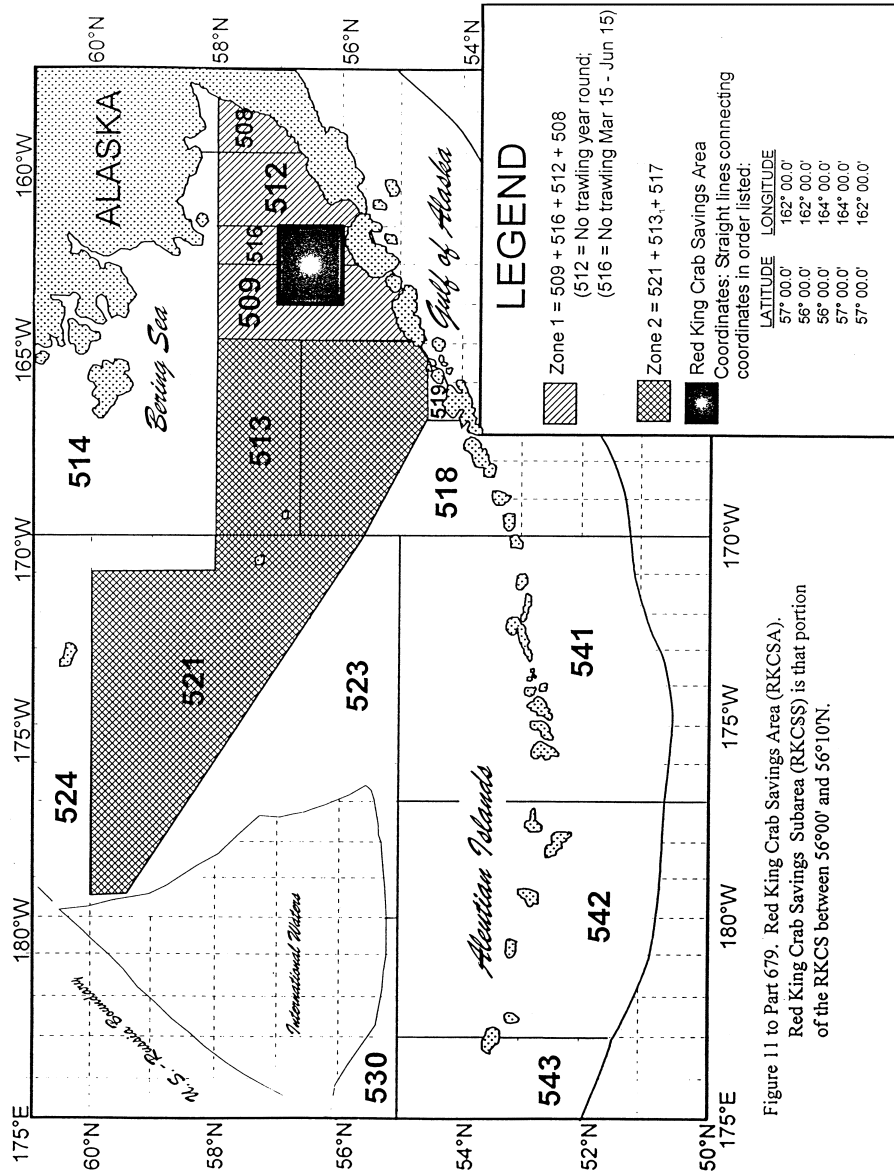 175°E
180°W
175°W
170°W
165°W
160°W
60°N
60°N
58°N
58°N
56°N
56°N
54°N
54°N
52°N
50°N
175°E
180°W
175°W
170°W
U.S. - Russia Boundary
International Waters
Bering Sea
ALASKA
Gulf of Alaska
Aleutian Islands
524
514
521
513
509
516
512
508
530
523
518
519
543
542
541
LEGEND
Zone 1 = 509 + 516 + 512 + 508
(512 = No trawling year round;
(516 = No trawling Mar 15 - Jun 15)
Zone 2 = 521 + 513,+ 517
Red King Crab Savings Area
Coordinates: Straight lines connecting
coordinates in order listed:
LATITUDE LONGITUDE
57° 00.0' 162° 00.0'
56° 00.0' 162° 00.0'
56° 00.0' 164° 00.0'
57° 00.0' 164° 00.0'
57° 00.0' 162° 00.0'
Figure 11 to Part 679. Red King Crab Savings Area (RKCSA).
Red King Crab Savings Subarea (RKCSS) is that portion
of the RKCS between 56°00' and 56°10'N.